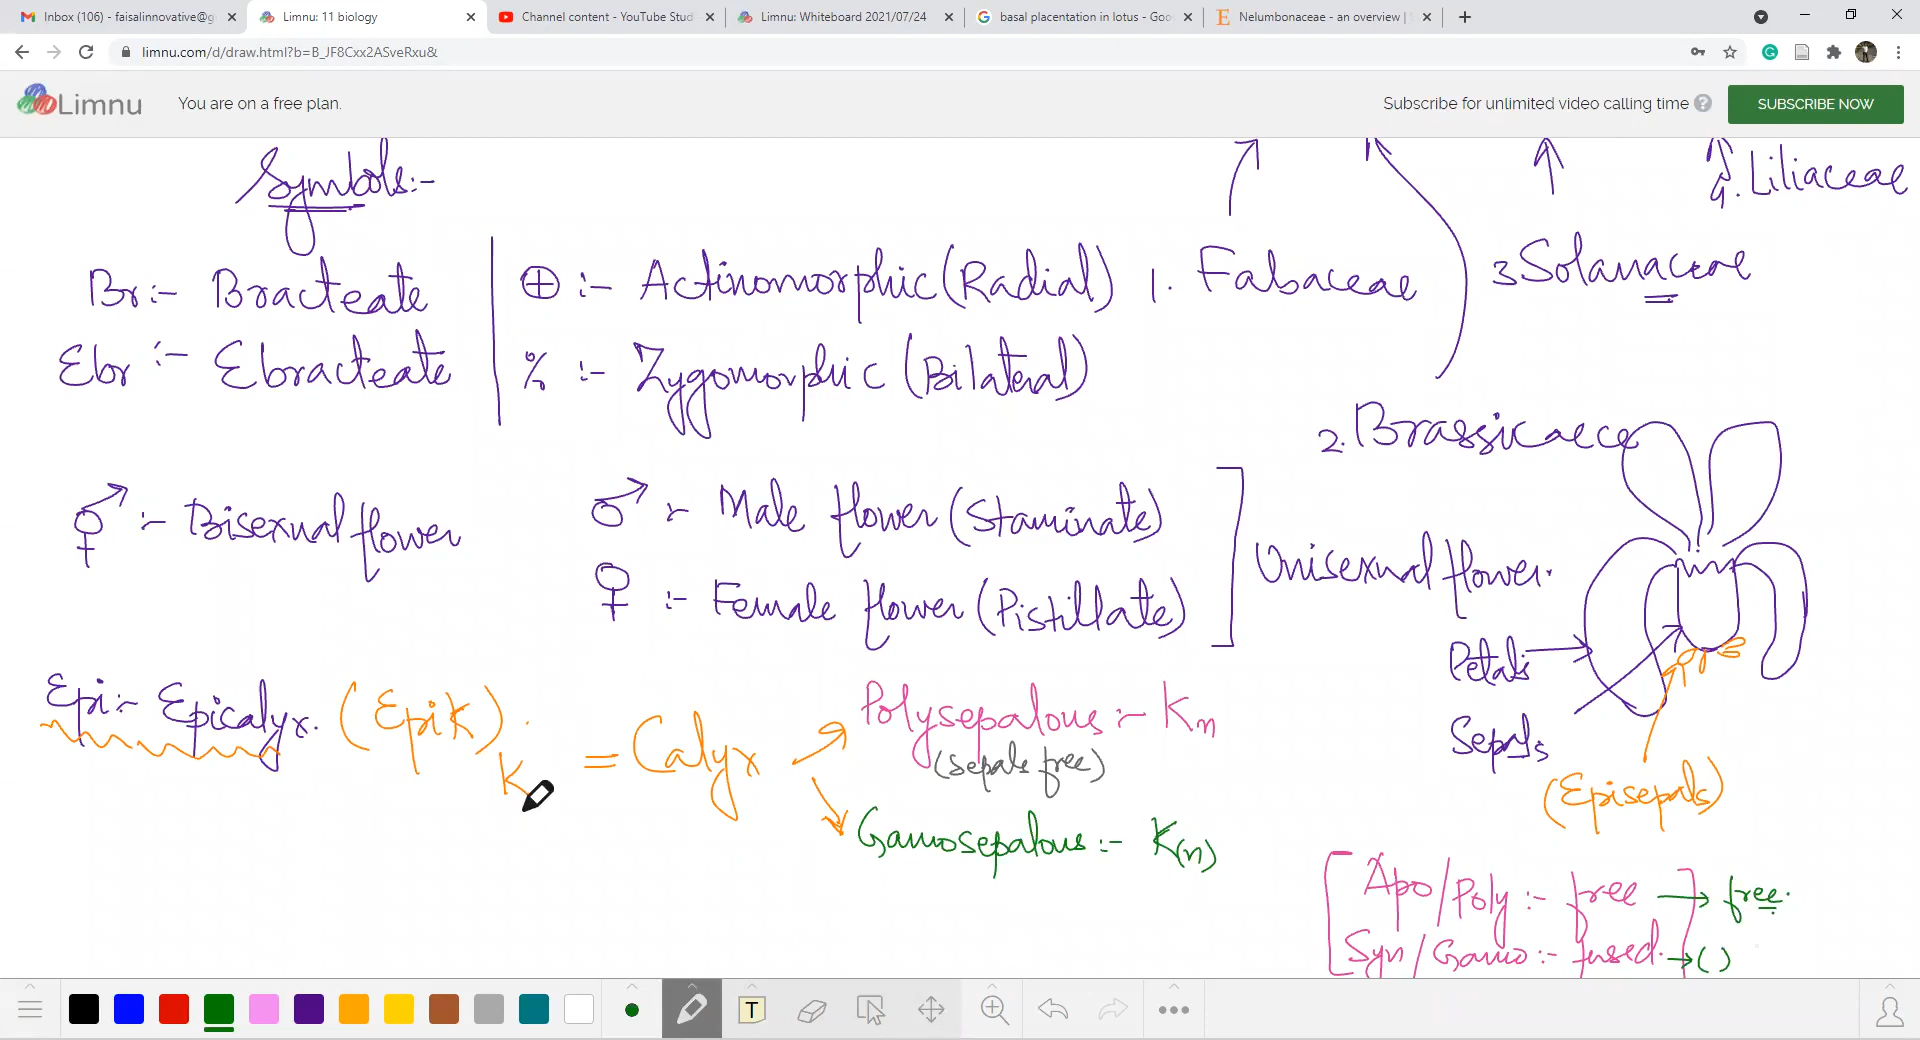 Inbox (106) - faisalinnovative@g
Limnu: 11 biology
Channel content - YouTube Stud
Limnu: Whiteboard 2021/07/24
basal placentation in lotus - Goo
Nelumbonaceae - an overview |
limnu.com/d/draw.html?b=B_JF8Cxx2ASveRxu&
Limnu
You are on a free plan.
Subscribe for unlimited video calling time ?
SUBSCRIBE NOW
Symbols:-
4. Liliaceae
Br:- Bracteate
⊕ :- Actinomorphic (Radial)
1. Fabaceae
3 Solanaceae
Ebr :- Ebracteate
% :- Zygomorphic (Bilateral)
2. Brassicaece
⚥ :- Bisexual flower
♂ :- Male flower (Staminate)
Unisexual flower.
♀ :- Female flower (Pistillate)
Petals
Sepals
Epi:- Epicalyx. (Epik)
K = Calyx
Polysepalous :- Kn
(sepals free)
(Episepals)
Gamosepalous :- K(n)
Apo/Poly :- free → free.
Syn/Gamo :- fused. → ( )
T